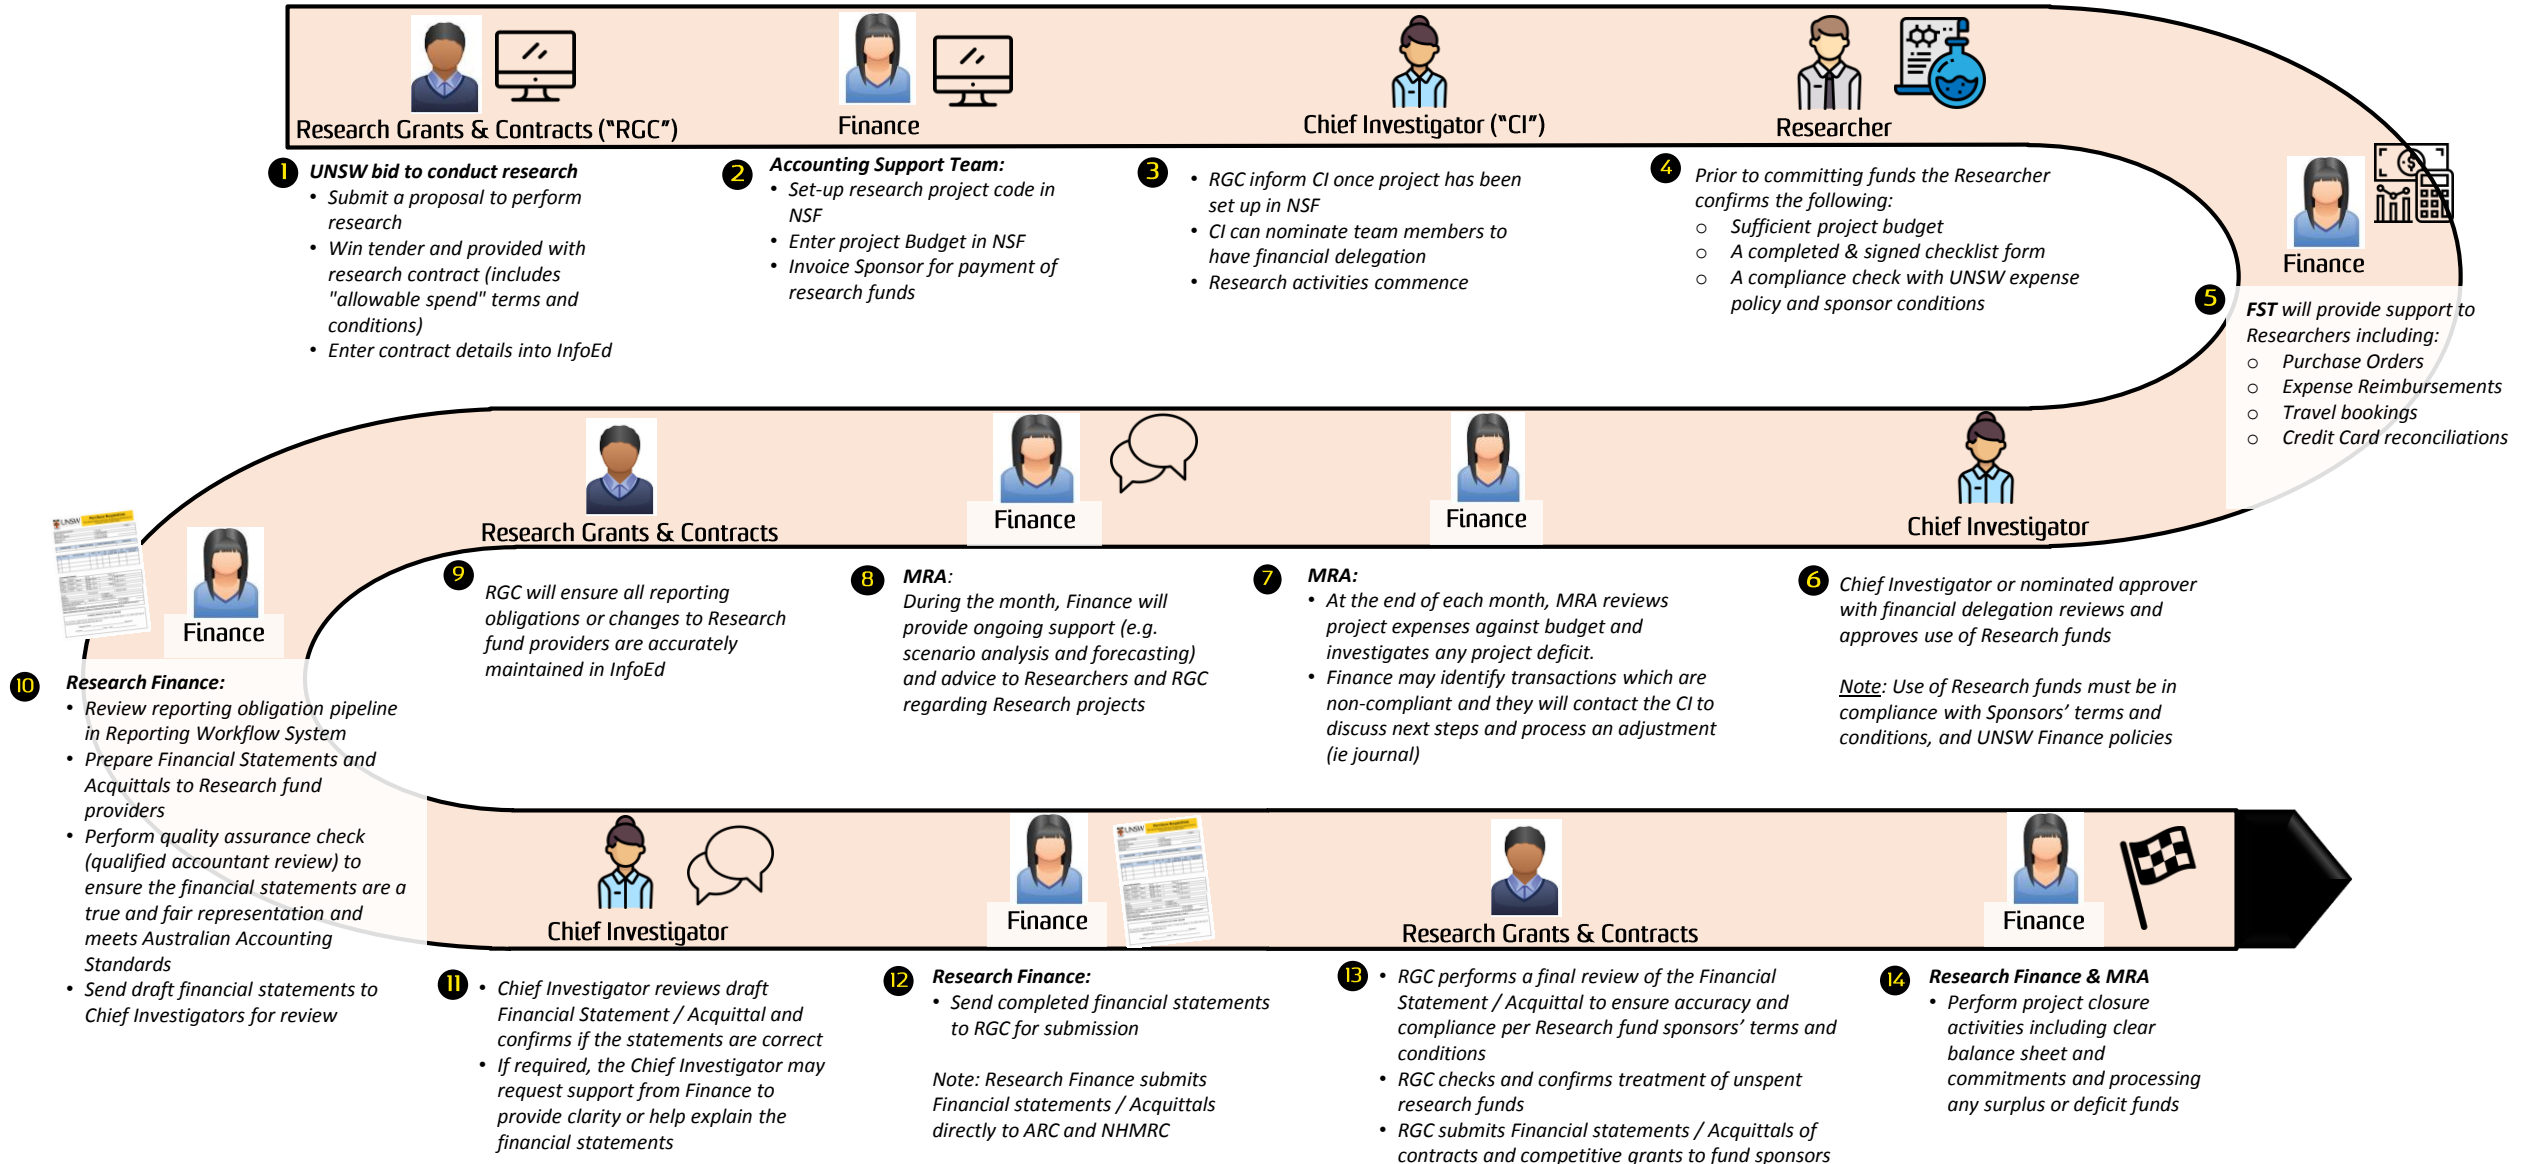 Research Grants & Contracts ("RGC")
Finance
Chief Investigator ("CI")
Researcher
1
UNSW bid to conduct research
• Submit a proposal to perform
research
• Win tender and provided with
research contract (includes
"allowable spend" terms and
conditions)
• Enter contract details into InfoEd
2
Accounting Support Team:
• Set-up research project code in
NSF
• Enter project Budget in NSF
• Invoice Sponsor for payment of
research funds
3
• RGC inform CI once project has been
set up in NSF
• CI can nominate team members to
have financial delegation
• Research activities commence
4
Prior to committing funds the Researcher
confirms the following:
o Sufficient project budget
o A completed & signed checklist form
o A compliance check with UNSW expense
policy and sponsor conditions
Finance
5
FST will provide support to
Researchers including:
o Purchase Orders
o Expense Reimbursements
o Travel bookings
o Credit Card reconciliations
Chief Investigator
6
Chief Investigator or nominated approver
with financial delegation reviews and
approves use of Research funds
Note: Use of Research funds must be in
compliance with Sponsors’ terms and
conditions, and UNSW Finance policies
Finance
7
MRA:
• At the end of each month, MRA reviews
project expenses against budget and
investigates any project deficit.
• Finance may identify transactions which are
non-compliant and they will contact the CI to
discuss next steps and process an adjustment
(ie journal)
Finance
8
MRA:
During the month, Finance will
provide ongoing support (e.g.
scenario analysis and forecasting)
and advice to Researchers and RGC
regarding Research projects
Research Grants & Contracts
9
RGC will ensure all reporting
obligations or changes to Research
fund providers are accurately
maintained in InfoEd
UNSW
Finance
10
Research Finance:
• Review reporting obligation pipeline
in Reporting Workflow System
• Prepare Financial Statements and
Acquittals to Research fund
providers
• Perform quality assurance check
(qualified accountant review) to
ensure the financial statements are a
true and fair representation and
meets Australian Accounting
Standards
• Send draft financial statements to
Chief Investigators for review
Chief Investigator
11
• Chief Investigator reviews draft
Financial Statement / Acquittal and
confirms if the statements are correct
• If required, the Chief Investigator may
request support from Finance to
provide clarity or help explain the
financial statements
Finance
UNSW
12
Research Finance:
• Send completed financial statements
to RGC for submission
Note: Research Finance submits
Financial statements / Acquittals
directly to ARC and NHMRC
Research Grants & Contracts
13
• RGC performs a final review of the Financial
Statement / Acquittal to ensure accuracy and
compliance per Research fund sponsors’ terms and
conditions
• RGC checks and confirms treatment of unspent
research funds
• RGC submits Financial statements / Acquittals of
contracts and competitive grants to fund sponsors
Finance
14
Research Finance & MRA
• Perform project closure
activities including clear
balance sheet and
commitments and processing
any surplus or deficit funds